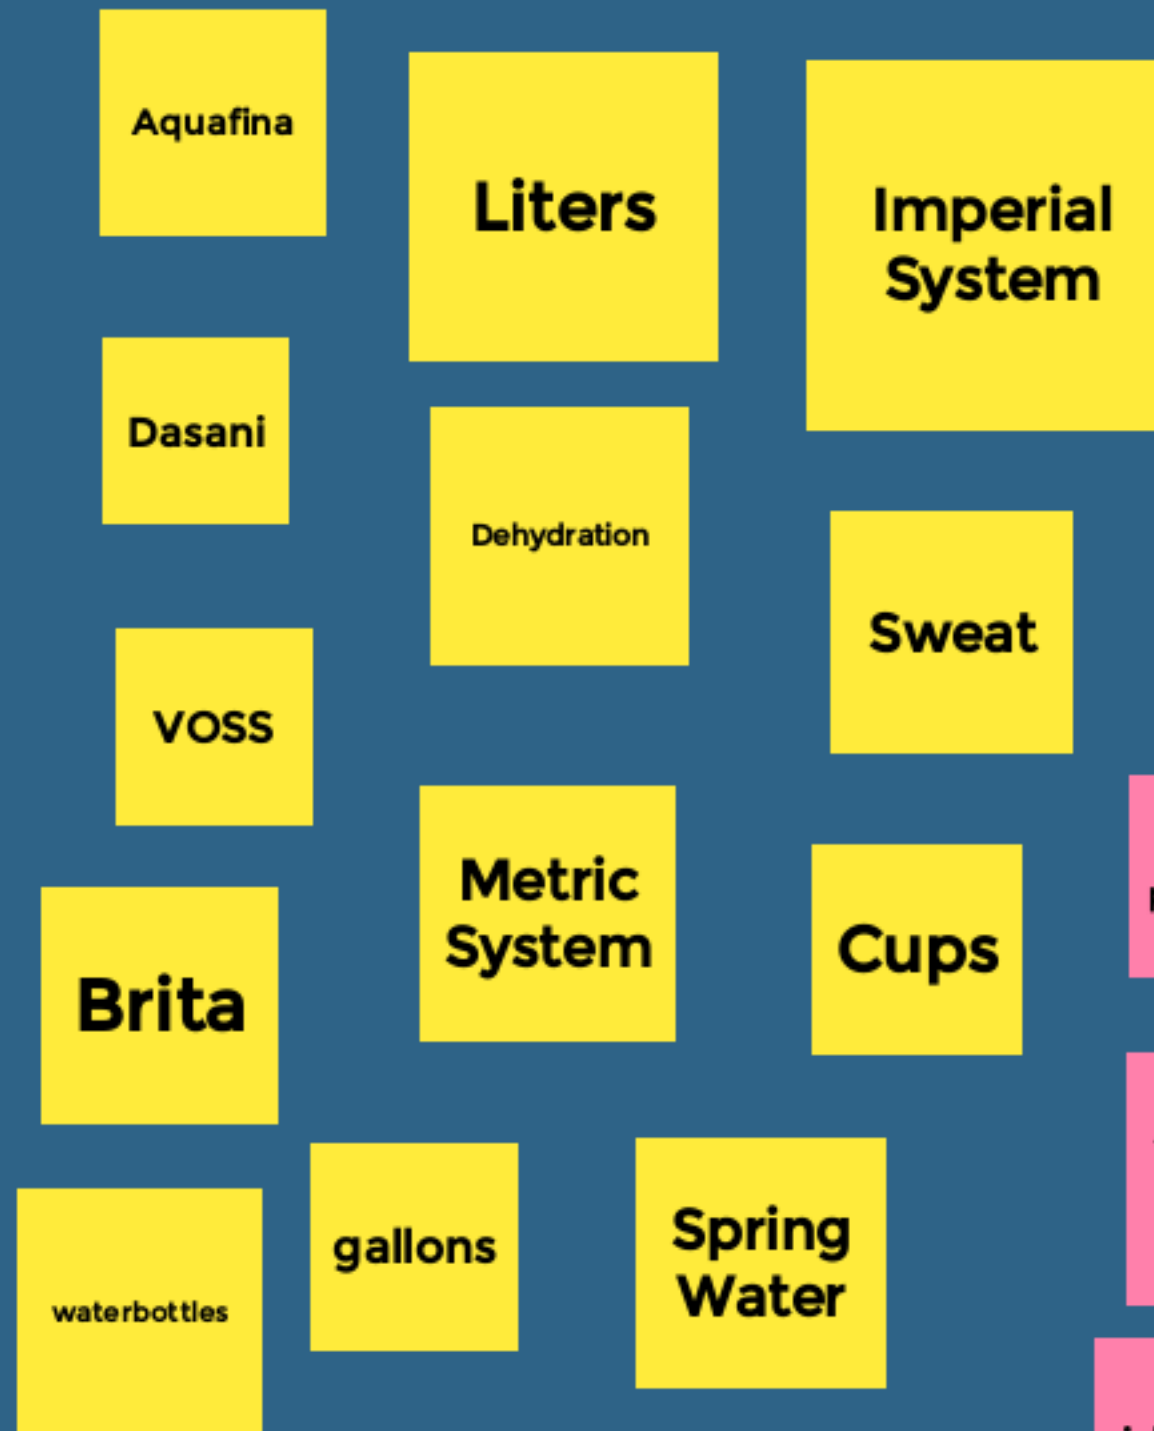 Aquafina
Liters
Imperial
System
Dasani
Dehydration
Sweat
VOSS
Metric
System
Cups
Brita
gallons
Spring
Water
waterbottles